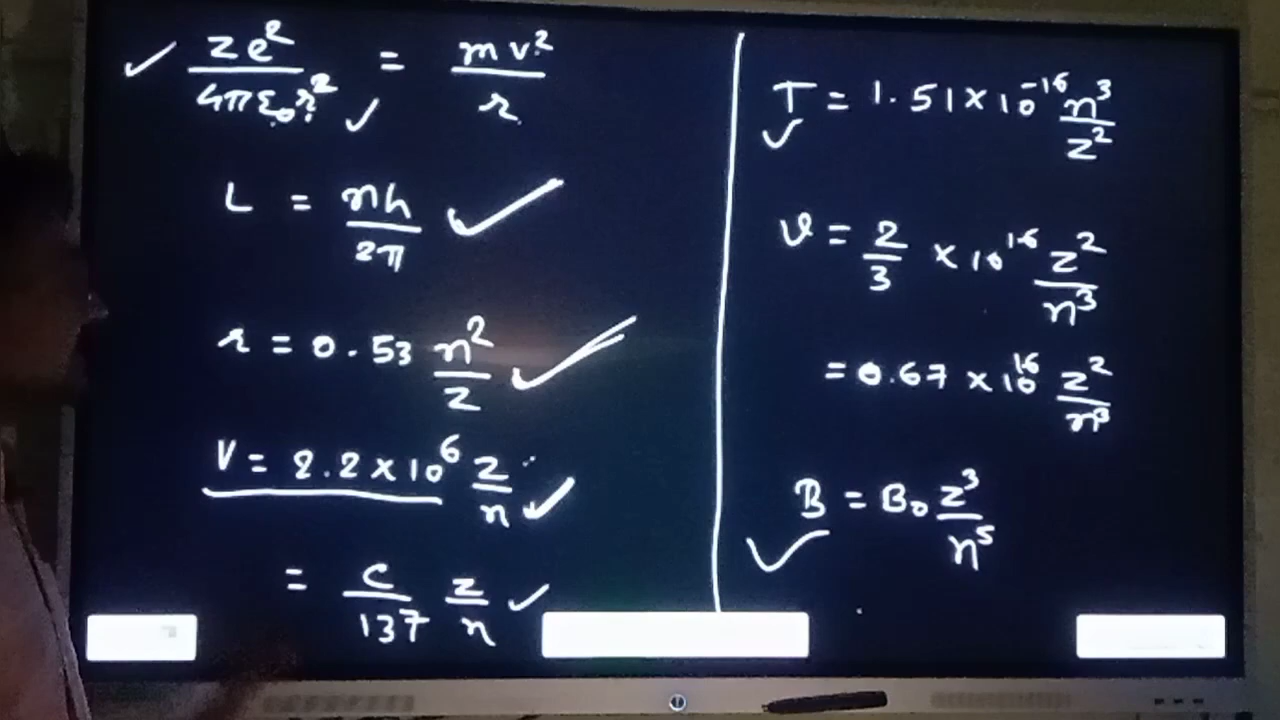 Ze²/4πε₀r² = mv²/r
L = nh/2π
r = 0.53 n²/Z
V = 2.2 × 10⁶ Z/n
= C/137 Z/n
T = 1.51 × 10⁻¹⁶ n³/Z²
ν = 2/3 × 10¹⁶ Z²/n³
= 0.67 × 10¹⁶ Z²/n³
B = B₀ Z³/n⁵